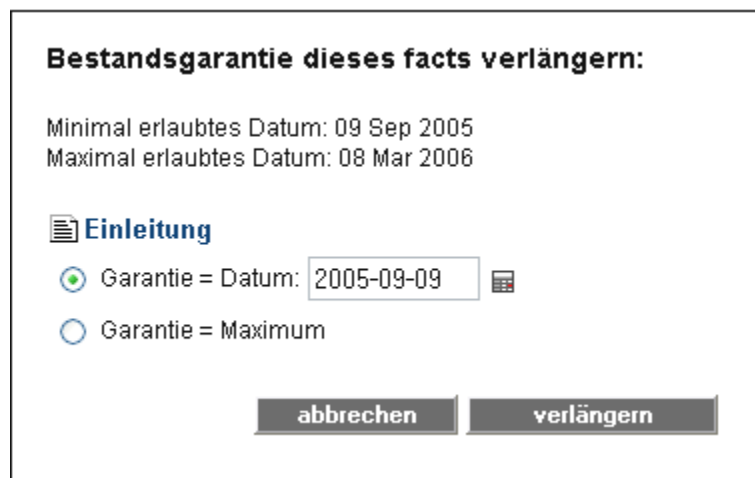 Bestandsgarantie dieses facts verlängern:
Minimal erlaubtes Datum: 09 Sep 2005
Maximal erlaubtes Datum: 08 Mar 2006
Einleitung
Garantie = Datum: 2005-09-09
Garantie = Maximum
abbrechen verlängern